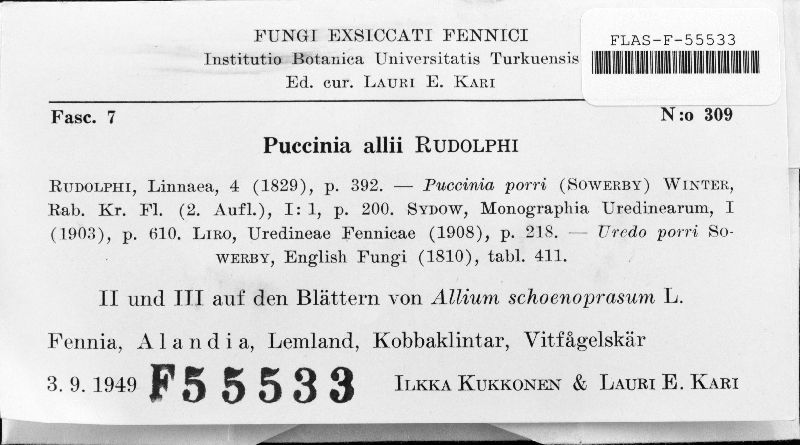 FUNGI EXSICCATI FENNICI
Institutio Botanica Universitatis Turkuensis
Ed. cur. LAURI E. KARI
FLAS-F-55533
Fasc. 7
N:o 309
Puccinia allii RUDOLPHI
RUDOLPHI, Linnaea, 4 (1829), p. 392. — Puccinia porri (SOWERBY) WINTER,
Rab. Kr. Fl. (2. Aufl.), I: 1, p. 200. SYDOW, Monographia Uredinearum, I
(1903), p. 610. LIRO, Uredineae Fennicae (1908), p. 218. — Uredo porri SO-
WERBY, English Fungi (1810), tabl. 411.
II und III auf den Blättern von Allium schoenoprasum L.
Fennia, Alandia, Lemland, Kobbaklintar, Vitfågelskär
3. 9. 1949 F55533 ILKKA KUKKONEN & LAURI E. KARI